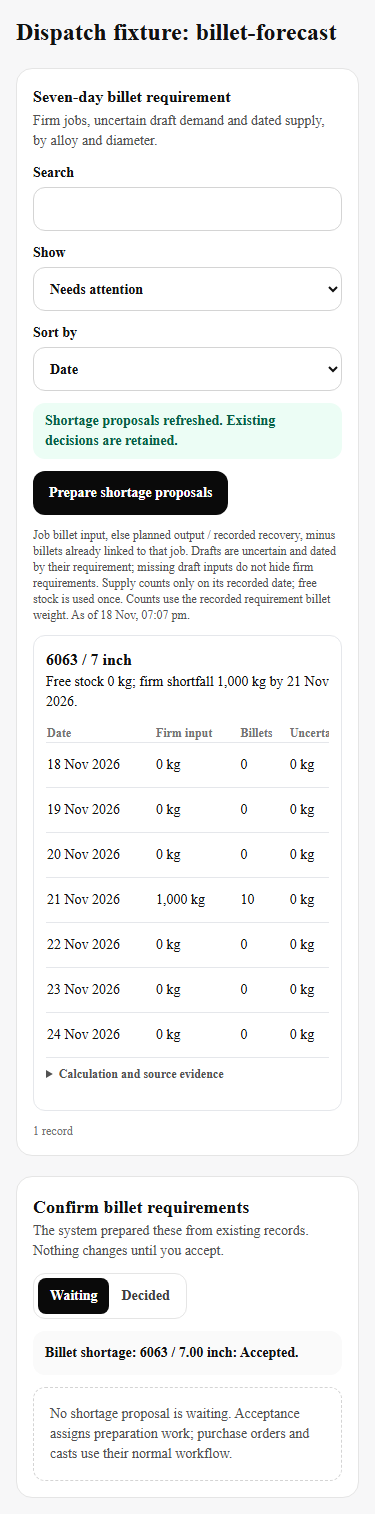 Dispatch fixture: billet-forecast
Seven-day billet requirement
Firm jobs, uncertain draft demand and dated supply,
by alloy and diameter.
Search
Show
Needs attention
Sort by
Date
Shortage proposals refreshed. Existing
decisions are retained.
Prepare shortage proposals
Job billet input, else planned output / recorded recovery, minus
billets already linked to that job. Drafts are uncertain and dated
by their requirement; missing draft inputs do not hide firm
requirements. Supply counts only on its recorded date; free
stock is used once. Counts use the recorded requirement billet
weight. As of 18 Nov, 07:07 pm.
6063 / 7 inch
Free stock 0 kg; firm shortfall 1,000 kg by 21 Nov
2026.
Date Firm input Billets Uncerta
18 Nov 2026 0 kg 0 0 kg
19 Nov 2026 0 kg 0 0 kg
20 Nov 2026 0 kg 0 0 kg
21 Nov 2026 1,000 kg 10 0 kg
22 Nov 2026 0 kg 0 0 kg
23 Nov 2026 0 kg 0 0 kg
24 Nov 2026 0 kg 0 0 kg
Calculation and source evidence
1 record
Confirm billet requirements
The system prepared these from existing records.
Nothing changes until you accept.
Waiting Decided
Billet shortage: 6063 / 7.00 inch: Accepted.
No shortage proposal is waiting. Acceptance
assigns preparation work; purchase orders and
casts use their normal workflow.